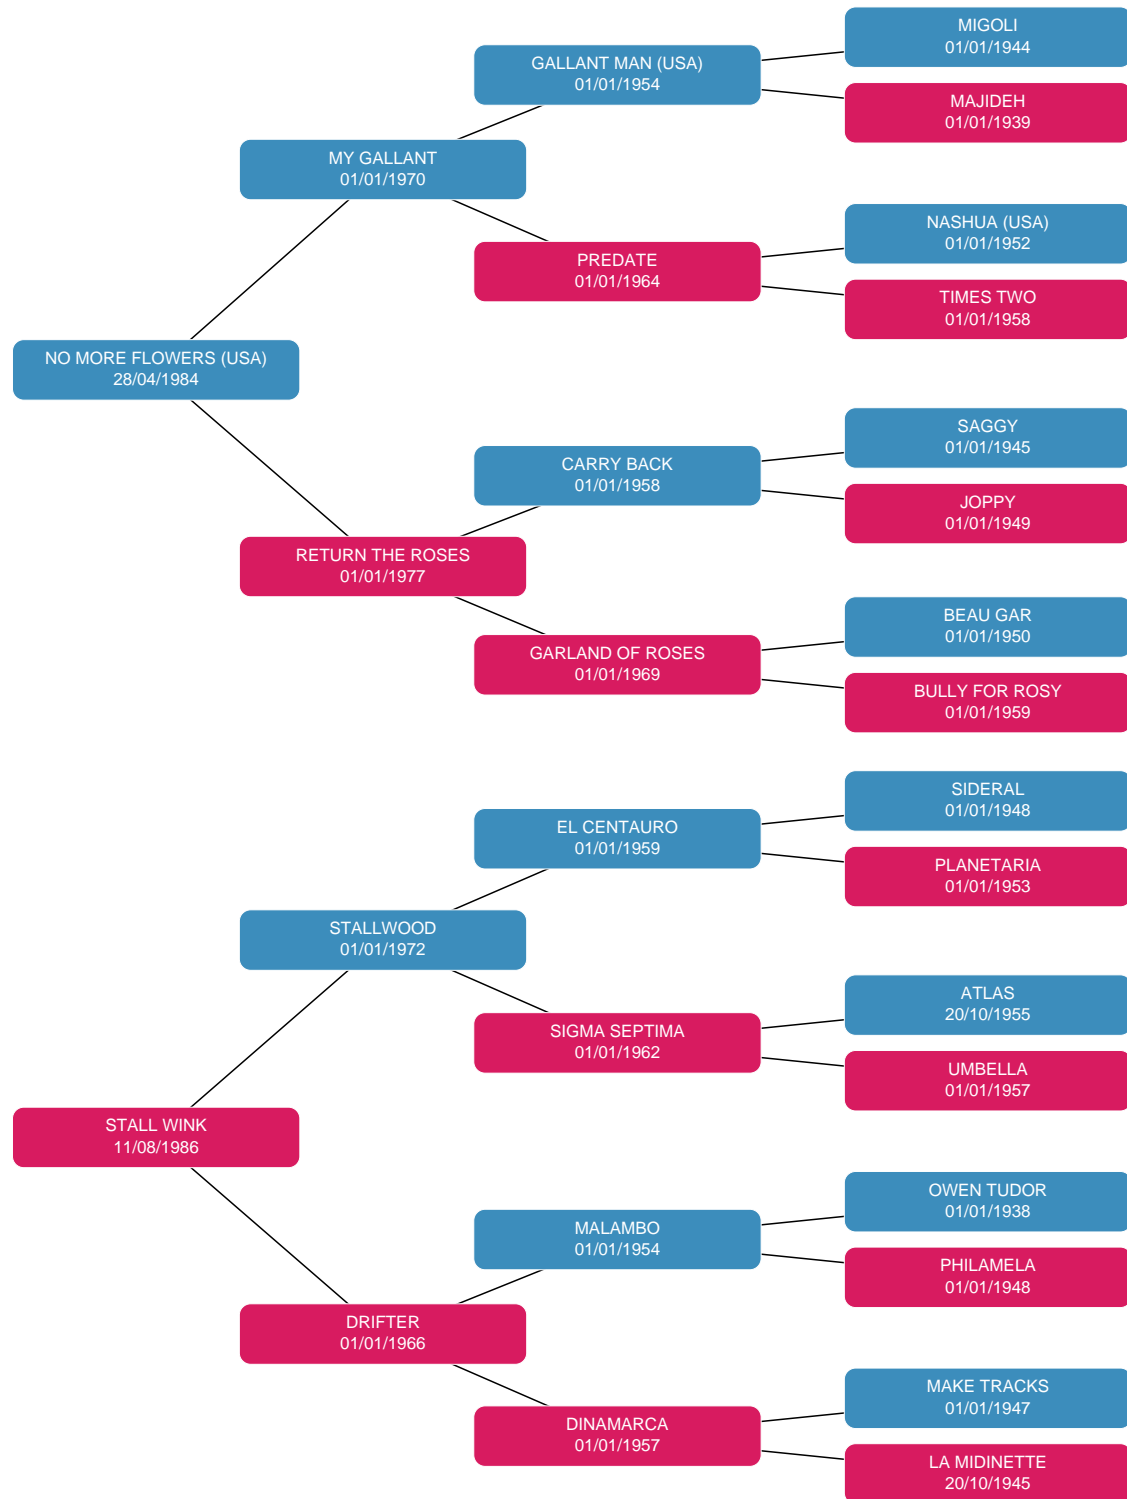 MIGOLI
01/01/1944
GALLANT MAN (USA)
01/01/1954
MAJIDEH
01/01/1939
MY GALLANT
01/01/1970
NASHUA (USA)
01/01/1952
PREDATE
01/01/1964
TIMES TWO
01/01/1958
NO MORE FLOWERS (USA)
28/04/1984
SAGGY
01/01/1945
CARRY BACK
01/01/1958
JOPPY
01/01/1949
RETURN THE ROSES
01/01/1977
BEAU GAR
01/01/1950
GARLAND OF ROSES
01/01/1969
BULLY FOR ROSY
01/01/1959
SIDERAL
01/01/1948
EL CENTAURO
01/01/1959
PLANETARIA
01/01/1953
STALLWOOD
01/01/1972
ATLAS
20/10/1955
SIGMA SEPTIMA
01/01/1962
UMBELLA
01/01/1957
STALL WINK
11/08/1986
OWEN TUDOR
01/01/1938
MALAMBO
01/01/1954
PHILAMELA
01/01/1948
DRIFTER
01/01/1966
MAKE TRACKS
01/01/1947
DINAMARCA
01/01/1957
LA MIDINETTE
20/10/1945